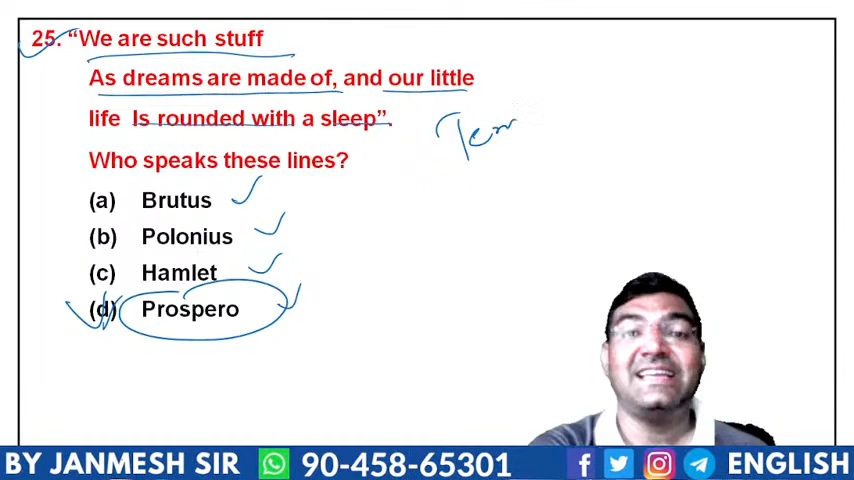 25. “We are such stuff
As dreams are made of, and our little
life Is rounded with a sleep”.
Tem
Who speaks these lines?
(a) Brutus
(b) Polonius
(c) Hamlet
(d) Prospero
BY JANMESH SIR 90-458-65301 ENGLISH